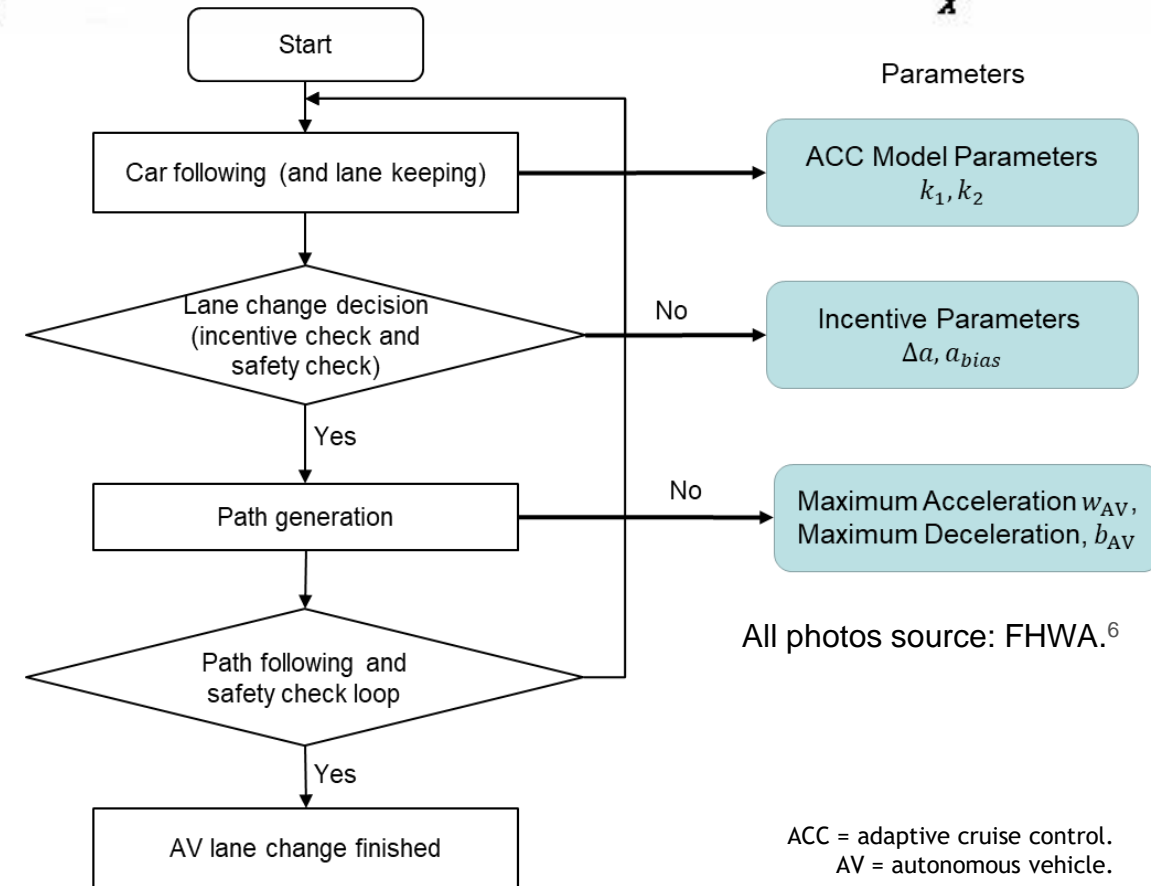 x
Start
Parameters
Car following (and lane keeping)
ACC Model Parameters
k₁, k₂
Lane change decision
(incentive check and
safety check)
No
Incentive Parameters
Δa, a_bias
Yes
Path generation
No
Maximum Acceleration w_AV,
Maximum Deceleration, b_AV
All photos source: FHWA.⁶
Path following and
safety check loop
Yes
AV lane change finished
ACC = adaptive cruise control.
AV = autonomous vehicle.